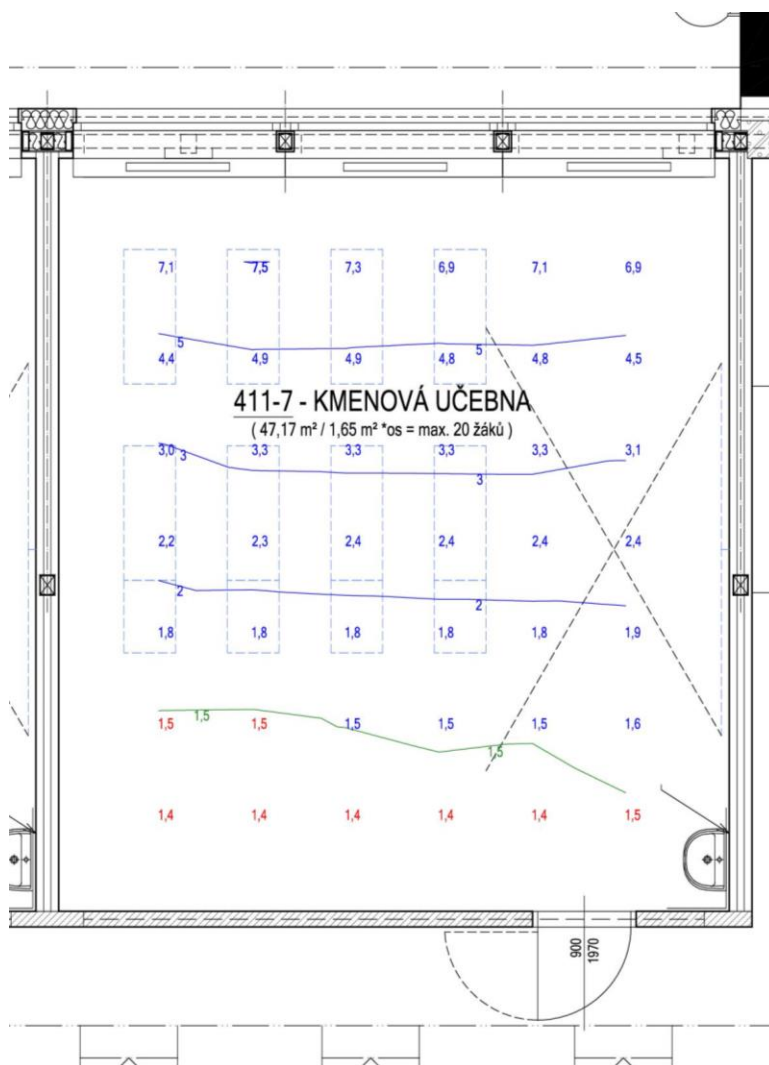 7,1 7,5 7,3 6,9 7,1 6,9
5 5
4,4 4,9 4,9 4,8 4,8 4,5
411-7 - KMENOVÁ UČEBNA
( 47,17 m² / 1,65 m² *os = max. 20 žáků )
3,0 3,3 3,3 3,3 3,3 3,1
3 3
2,2 2,3 2,4 2,4 2,4 2,4
2 2
1,8 1,8 1,8 1,8 1,8 1,9
1,5 1,5
1,5 1,5 1,5 1,5 1,5 1,6
1,4 1,4 1,4 1,4 1,4 1,5
900
1970